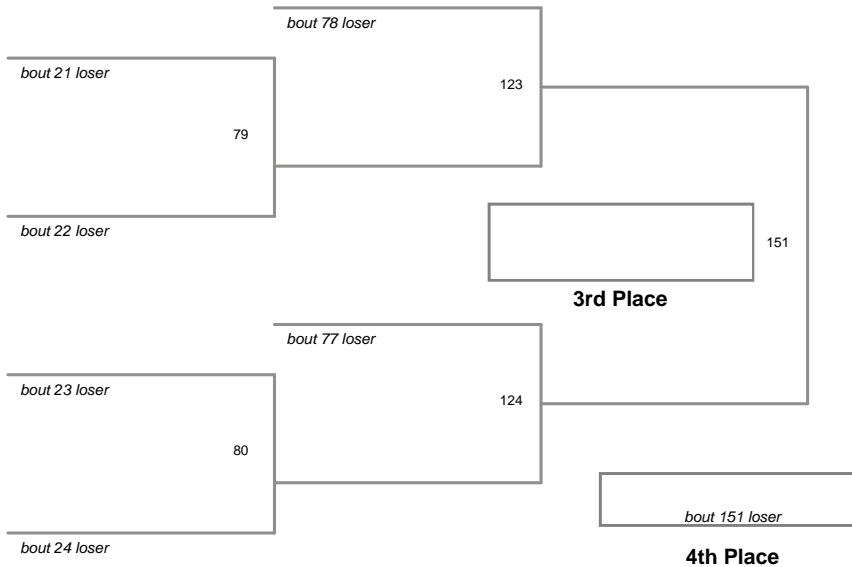 bout 78 loser
bout 21 loser
123
79
bout 22 loser
151
3rd Place
bout 77 loser
bout 23 loser
124
80
bout 151 loser
bout 24 loser
4th Place